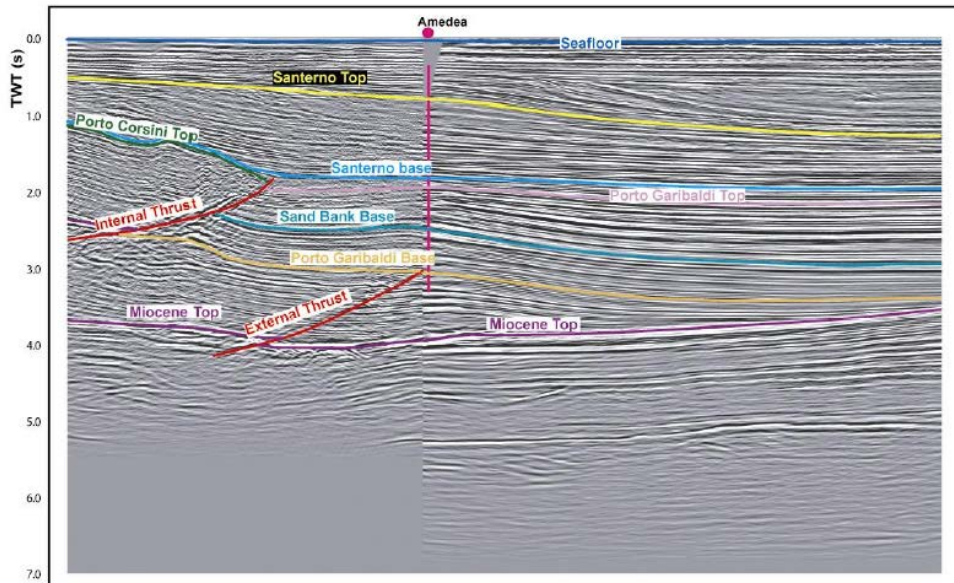 Amedea
TWT (s)
0.0
Seafloor
Santerno Top
1.0
Porto Corsini Top
Santerno base
2.0
Porto Garibaldi Top
Internal Thrust
Sand Bank Base
Porto Garibaldi Base
3.0
External Thrust
Miocene Top
Miocene Top
4.0
5.0
6.0
7.0